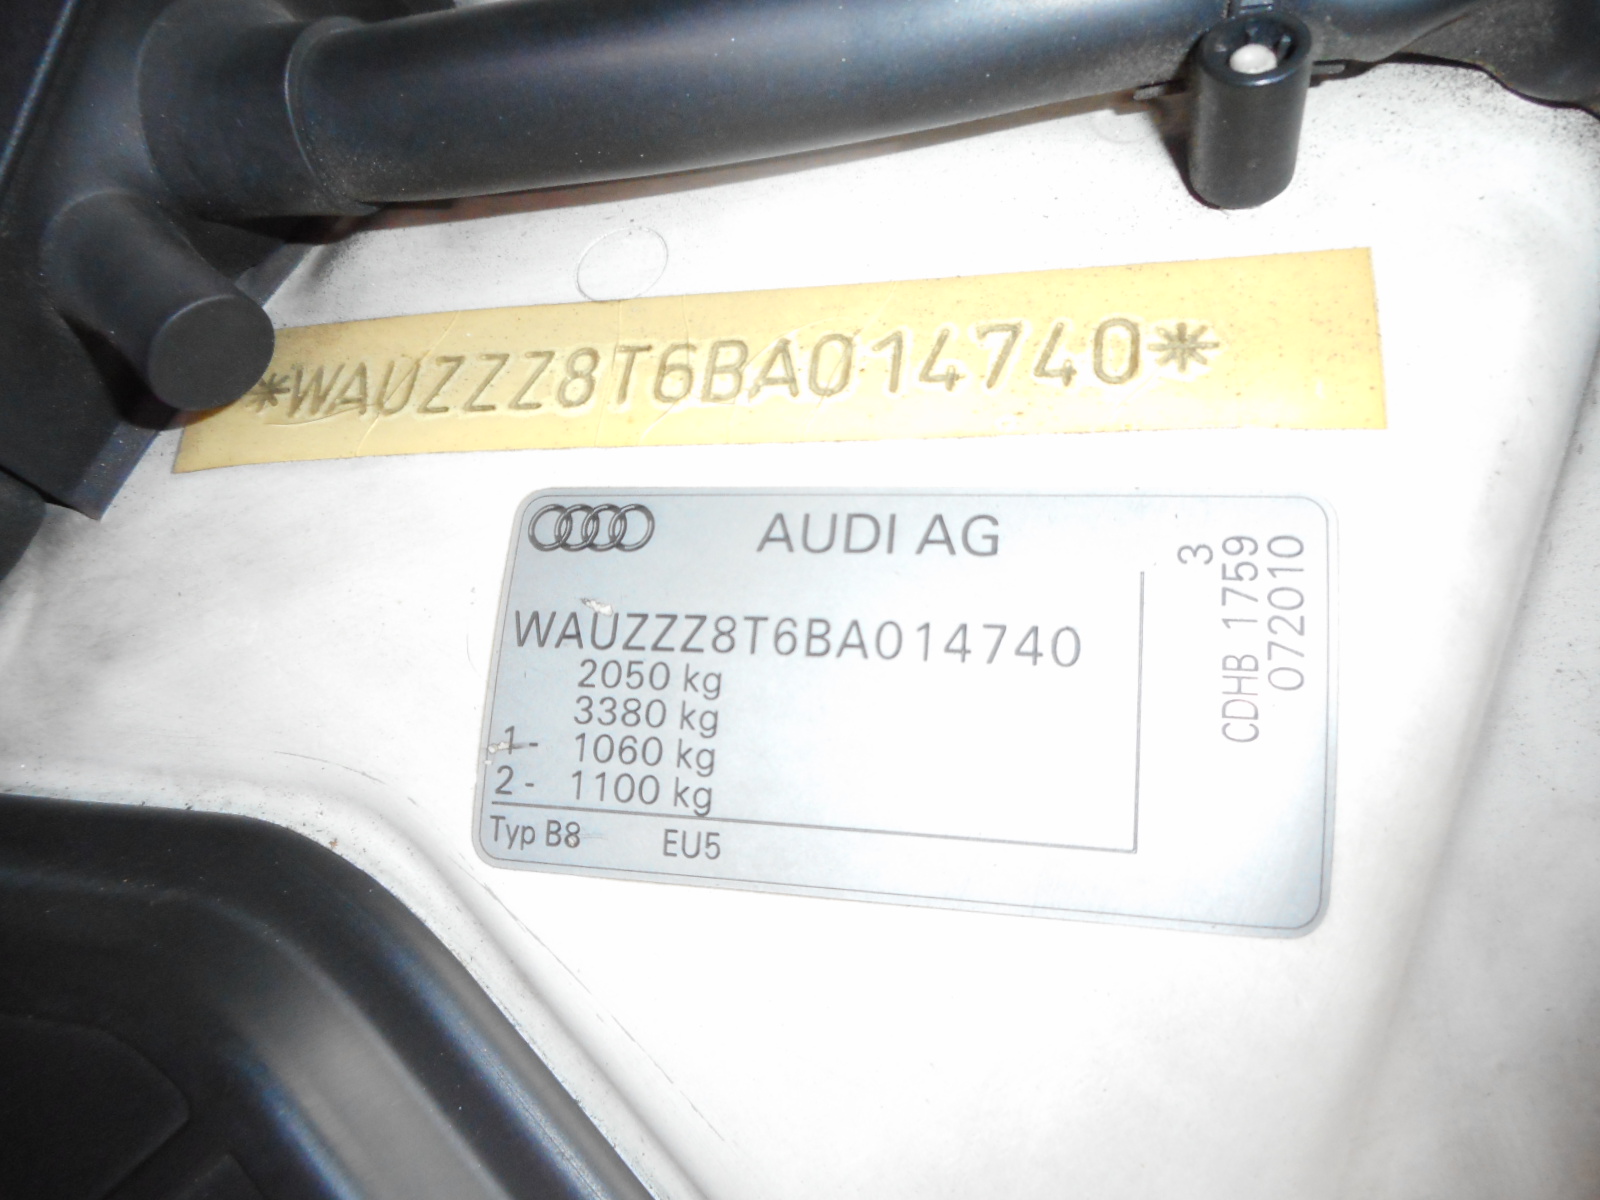 *WAUZZZ8T6BA014740*
AUDI AG
WAUZZZ8T6BA014740
2050 kg
3380 kg
1- 1060 kg
2- 1100 kg
Typ B8 EU5
3
CDHB 1759
072010